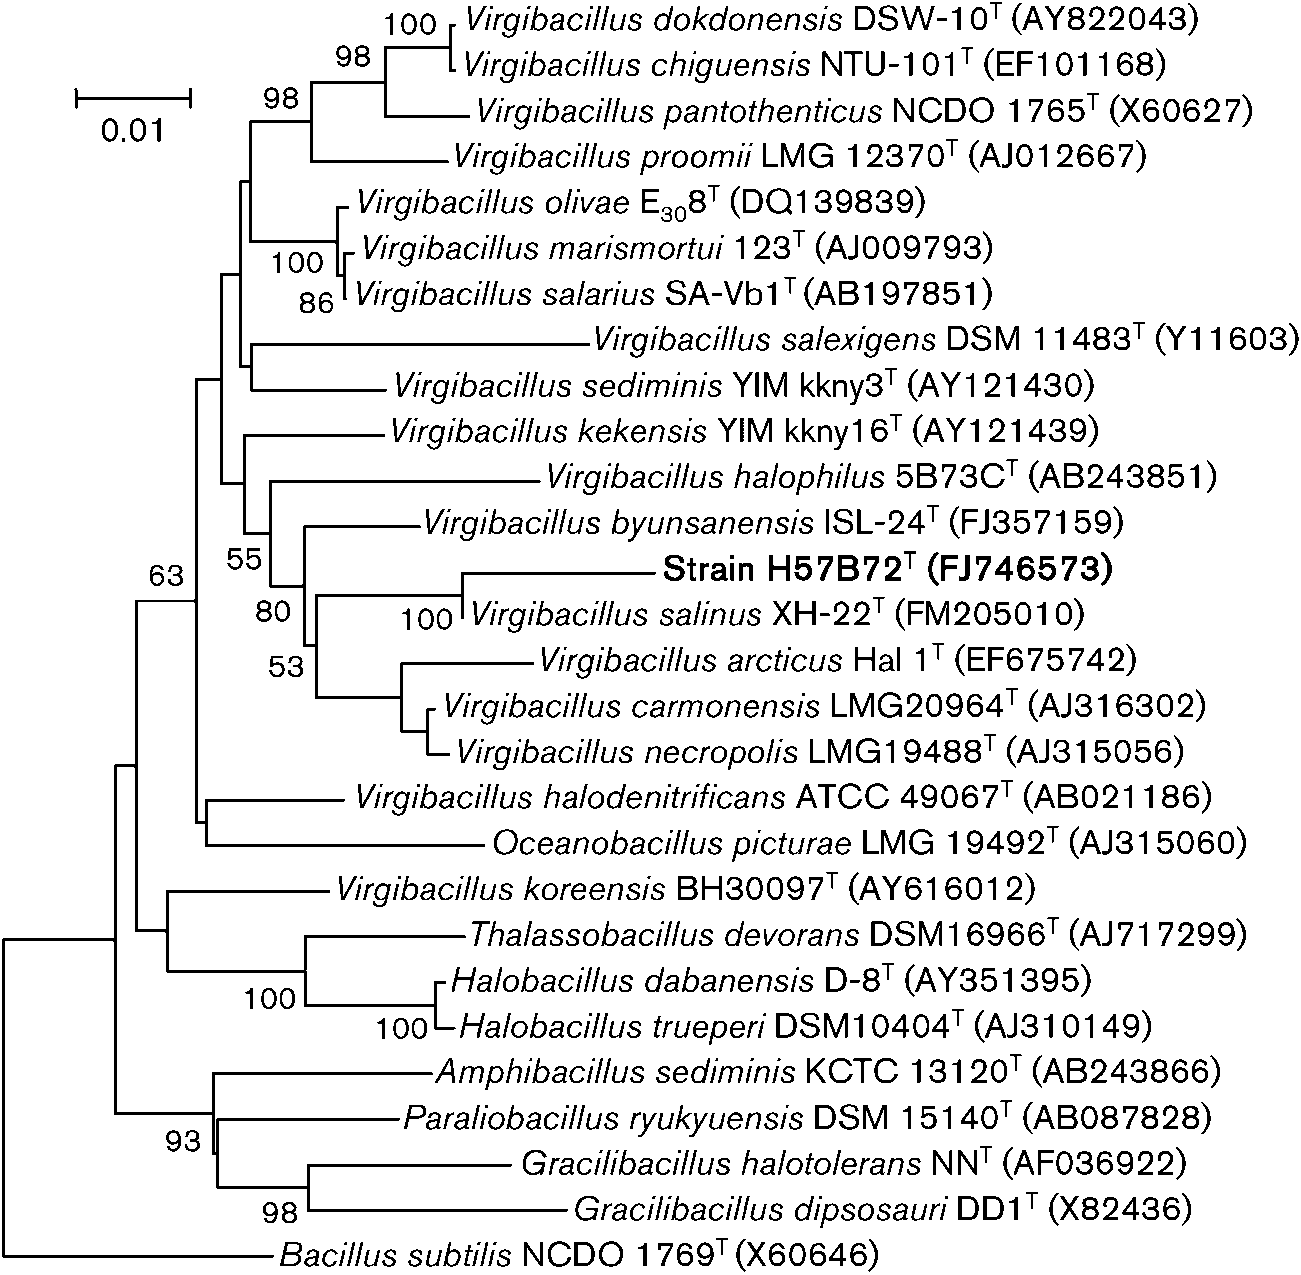 100 Virgibacillus dokdonensis DSW-10ᵀ (AY822043)
98 Virgibacillus chiguensis NTU-101ᵀ (EF101168)
98 Virgibacillus pantothenticus NCDO 1765ᵀ (X60627)
0.01
Virgibacillus proomii LMG 12370ᵀ (AJ012667)
Virgibacillus olivae E₃₀8ᵀ (DQ139839)
Virgibacillus marismortui 123ᵀ (AJ009793)
100
86 Virgibacillus salarius SA-Vb1ᵀ (AB197851)
Virgibacillus salexigens DSM 11483ᵀ (Y11603)
Virgibacillus sediminis YIM kkny3ᵀ (AY121430)
Virgibacillus kekensis YIM kkny16ᵀ (AY121439)
Virgibacillus halophilus 5B73Cᵀ (AB243851)
Virgibacillus byunsanensis ISL-24ᵀ (FJ357159)
55
63 Strain H57B72ᵀ (FJ746573)
80 100 Virgibacillus salinus XH-22ᵀ (FM205010)
53 Virgibacillus arcticus Hal 1ᵀ (EF675742)
Virgibacillus carmonensis LMG20964ᵀ (AJ316302)
Virgibacillus necropolis LMG19488ᵀ (AJ315056)
Virgibacillus halodenitrificans ATCC 49067ᵀ (AB021186)
Oceanobacillus picturae LMG 19492ᵀ (AJ315060)
Virgibacillus koreensis BH30097ᵀ (AY616012)
Thalassobacillus devorans DSM16966ᵀ (AJ717299)
Halobacillus dabanensis D-8ᵀ (AY351395)
100
100 Halobacillus trueperi DSM10404ᵀ (AJ310149)
Amphibacillus sediminis KCTC 13120ᵀ (AB243866)
Paraliobacillus ryukyuensis DSM 15140ᵀ (AB087828)
93
Gracilibacillus halotolerans NNᵀ (AF036922)
98 Gracilibacillus dipsosauri DD1ᵀ (X82436)
Bacillus subtilis NCDO 1769ᵀ (X60646)